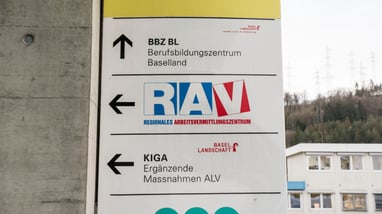 BBZ BL
Berufsbildungszentrum
Baselland
RAV
REGIONALES ARBEITSVERMITTLUNGSZENTRUM
BASEL
LANDSCHAFT
KIGA
Ergänzende
Massnahmen ALV